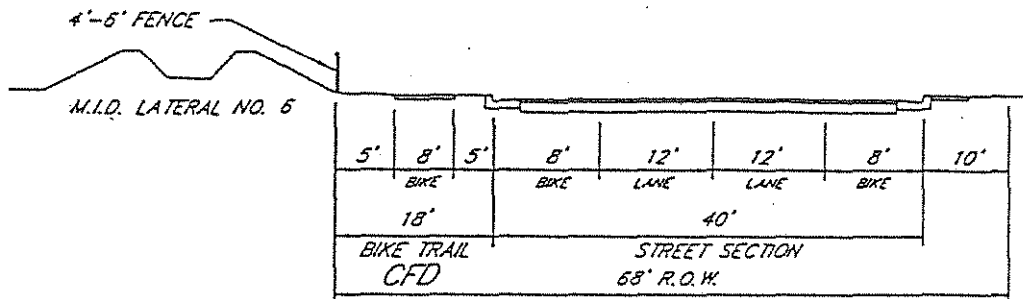 4'-6' FENCE
M.I.D. LATERAL NO. 6
5' 8' 5' 8' 12' 12' 8' 10'
BIKE BIKE LANE LANE BIKE
18' 40'
BIKE TRAIL STREET SECTION
CFD 68' R.O.W.